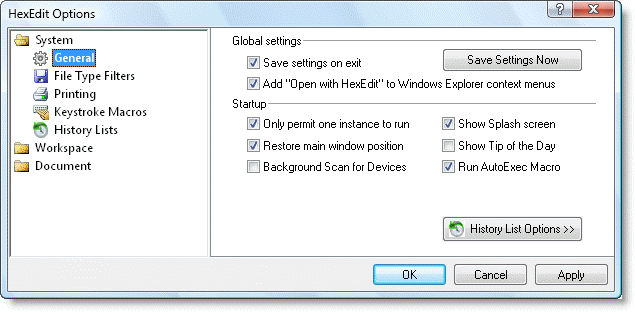 HexEdit Options
System
General
File Type Filters
Printing
Keystroke Macros
History Lists
Workspace
Document
Global settings
Save settings on exit
Save Settings Now
Add "Open with HexEdit" to Windows Explorer context menus
Startup
Only permit one instance to run
Show Splash screen
Restore main window position
Show Tip of the Day
Background Scan for Devices
Run AutoExec Macro
History List Options >>
OK
Cancel
Apply